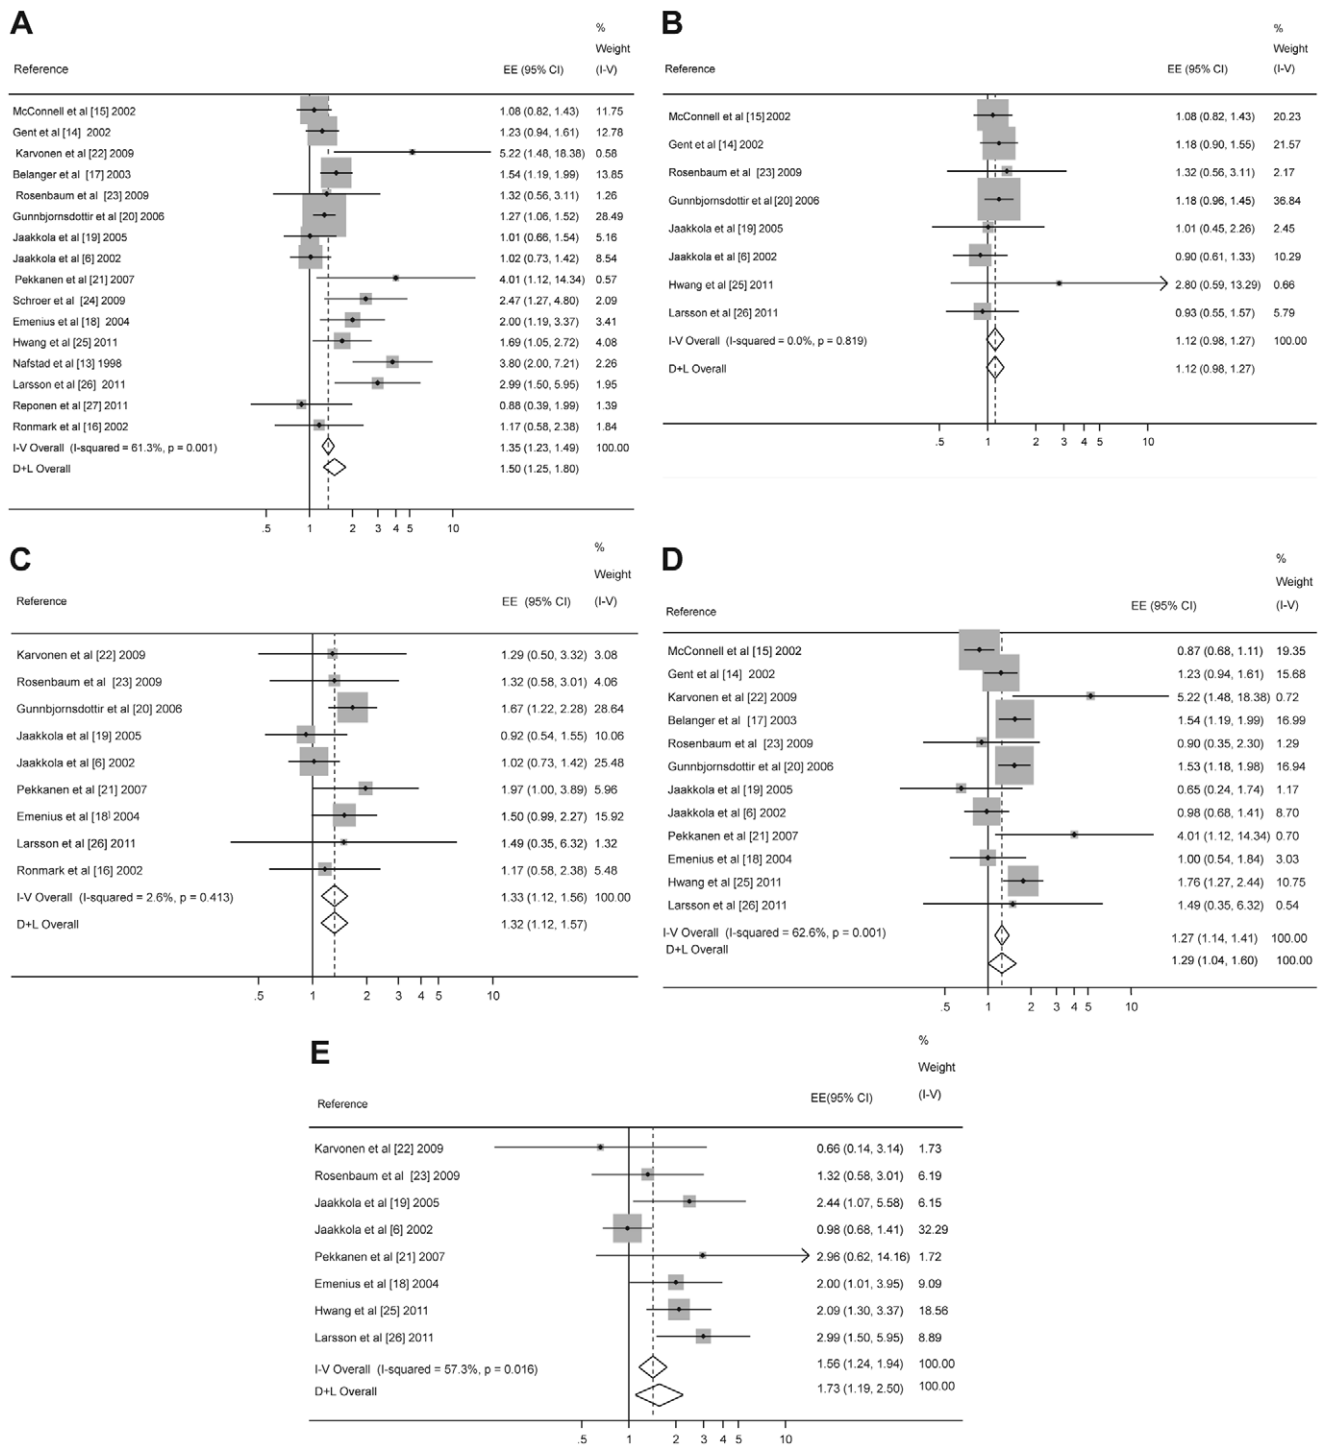 A
%
Weight
Reference EE (95% CI) (I-V)
McConnell et al [15] 2002 1.08 (0.82, 1.43) 11.75
Gent et al [14] 2002 1.23 (0.94, 1.61) 12.78
Karvonen et al [22] 2009 5.22 (1.48, 18.38) 0.58
Belanger et al [17] 2003 1.54 (1.19, 1.99) 13.85
Rosenbaum et al [23] 2009 1.32 (0.56, 3.11) 1.26
Gunnbjornsdottir et al [20] 2006 1.27 (1.06, 1.52) 28.49
Jaakkola et al [19] 2005 1.01 (0.66, 1.54) 5.16
Jaakkola et al [6] 2002 1.02 (0.73, 1.42) 8.54
Pekkanen et al [21] 2007 4.01 (1.12, 14.34) 0.57
Schroer et al [24] 2009 2.47 (1.27, 4.80) 2.09
Emenius et al [18] 2004 2.00 (1.19, 3.37) 3.41
Hwang et al [25] 2011 1.69 (1.05, 2.72) 4.08
Nafstad et al [13] 1998 3.80 (2.00, 7.21) 2.26
Larsson et al [26] 2011 2.99 (1.50, 5.95) 1.95
Reponen et al [27] 2011 0.88 (0.39, 1.99) 1.39
Ronmark et al [16] 2002 1.17 (0.58, 2.38) 1.84
I-V Overall (I-squared = 61.3%, p = 0.001) 1.35 (1.23, 1.49) 100.00
D+L Overall 1.50 (1.25, 1.80)
.5 1 2 3 4 5 10
B
%
Weight
Reference EE (95% CI) (I-V)
McConnell et al [15] 2002 1.08 (0.82, 1.43) 20.23
Gent et al [14] 2002 1.18 (0.90, 1.55) 21.57
Rosenbaum et al [23] 2009 1.32 (0.56, 3.11) 2.17
Gunnbjornsdottir et al [20] 2006 1.18 (0.96, 1.45) 36.84
Jaakkola et al [19] 2005 1.01 (0.45, 2.26) 2.45
Jaakkola et al [6] 2002 0.90 (0.61, 1.33) 10.29
Hwang et al [25] 2011 2.80 (0.59, 13.29) 0.66
Larsson et al [26] 2011 0.93 (0.55, 1.57) 5.79
I-V Overall (I-squared = 0.0%, p = 0.819) 1.12 (0.98, 1.27) 100.00
D+L Overall 1.12 (0.98, 1.27)
.5 1 2 3 4 5 10
C
%
Weight
Reference EE (95% CI) (I-V)
Karvonen et al [22] 2009 1.29 (0.50, 3.32) 3.08
Rosenbaum et al [23] 2009 1.32 (0.58, 3.01) 4.06
Gunnbjornsdottir et al [20] 2006 1.67 (1.22, 2.28) 28.64
Jaakkola et al [19] 2005 0.92 (0.54, 1.55) 10.06
Jaakkola et al [6] 2002 1.02 (0.73, 1.42) 25.48
Pekkanen et al [21] 2007 1.97 (1.00, 3.89) 5.96
Emenius et al [18] 2004 1.50 (0.99, 2.27) 15.92
Larsson et al [26] 2011 1.49 (0.35, 6.32) 1.32
Ronmark et al [16] 2002 1.17 (0.58, 2.38) 5.48
I-V Overall (I-squared = 2.6%, p = 0.413) 1.33 (1.12, 1.56) 100.00
D+L Overall 1.32 (1.12, 1.57)
.5 1 2 3 4 5 10
D
%
Weight
Reference EE (95% CI) (I-V)
McConnell et al [15] 2002 0.87 (0.68, 1.11) 19.35
Gent et al [14] 2002 1.23 (0.94, 1.61) 15.68
Karvonen et al [22] 2009 5.22 (1.48, 18.38) 0.72
Belanger et al [17] 2003 1.54 (1.19, 1.99) 16.99
Rosenbaum et al [23] 2009 0.90 (0.35, 2.30) 1.29
Gunnbjornsdottir et al [20] 2006 1.53 (1.18, 1.98) 16.94
Jaakkola et al [19] 2005 0.65 (0.24, 1.74) 1.17
Jaakkola et al [6] 2002 0.98 (0.68, 1.41) 8.70
Pekkanen et al [21] 2007 4.01 (1.12, 14.34) 0.70
Emenius et al [18] 2004 1.00 (0.54, 1.84) 3.03
Hwang et al [25] 2011 1.76 (1.27, 2.44) 10.75
Larsson et al [26] 2011 1.49 (0.35, 6.32) 0.54
I-V Overall (I-squared = 62.6%, p = 0.001) 1.27 (1.14, 1.41) 100.00
D+L Overall 1.29 (1.04, 1.60) 100.00
.5 1 2 3 4 5 10
E
%
Weight
Reference EE(95% CI) (I-V)
Karvonen et al [22] 2009 0.66 (0.14, 3.14) 1.73
Rosenbaum et al [23] 2009 1.32 (0.58, 3.01) 6.19
Jaakkola et al [19] 2005 2.44 (1.07, 5.58) 6.15
Jaakkola et al [6] 2002 0.98 (0.68, 1.41) 32.29
Pekkanen et al [21] 2007 2.96 (0.62, 14.16) 1.72
Emenius et al [18] 2004 2.00 (1.01, 3.95) 9.09
Hwang et al [25] 2011 2.09 (1.30, 3.37) 18.56
Larsson et al [26] 2011 2.99 (1.50, 5.95) 8.89
I-V Overall (I-squared = 57.3%, p = 0.016) 1.56 (1.24, 1.94) 100.00
D+L Overall 1.73 (1.19, 2.50) 100.00
.5 1 2 3 4 5 10